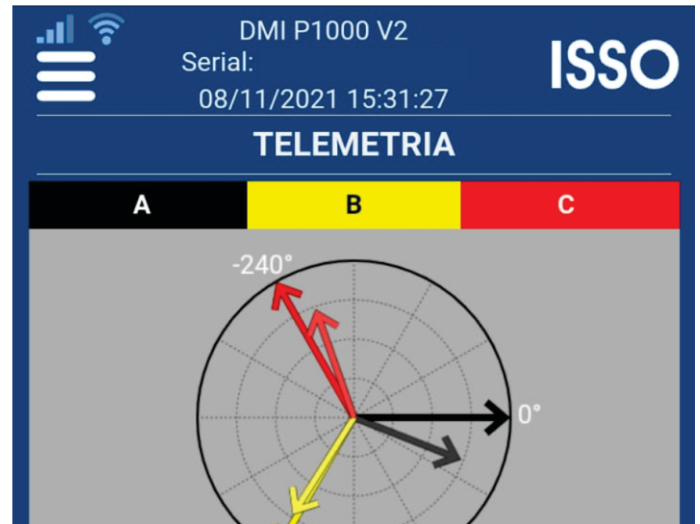 DMI P1000 V2
Serial:
08/11/2021 15:31:27
ISSO
TELEMETRIA
A B C
-240°
0°